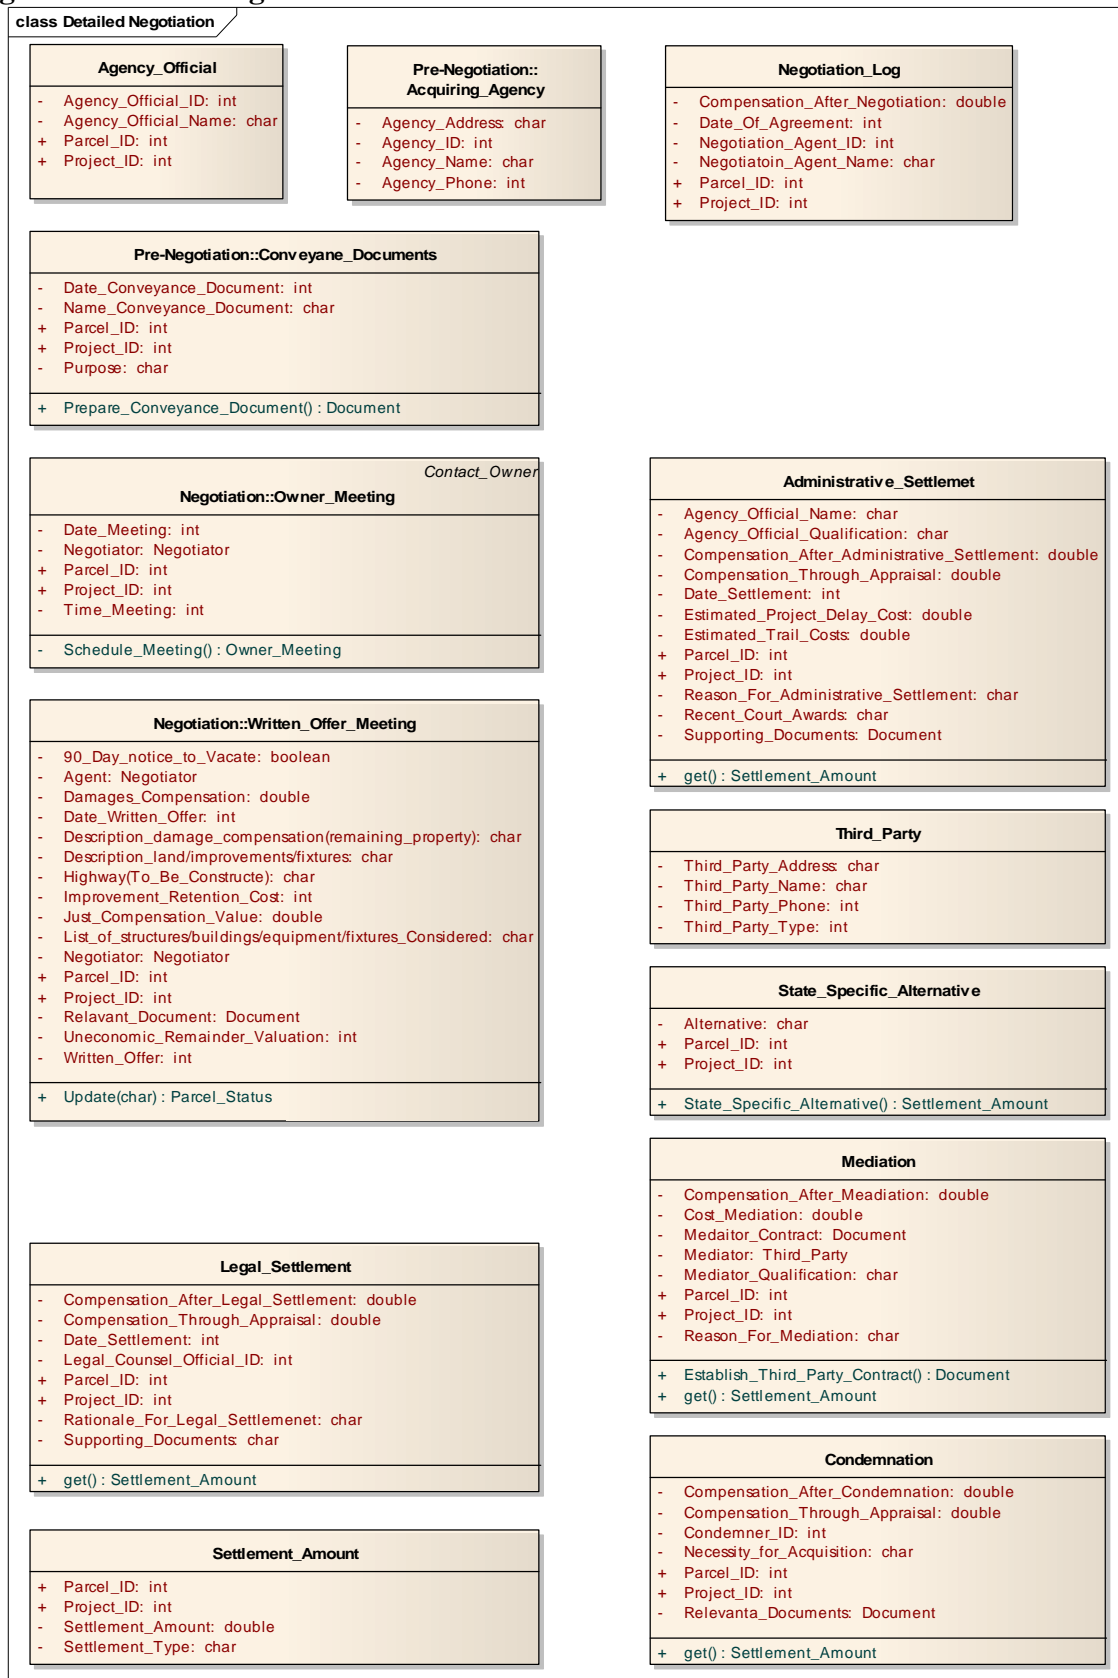 class Detailed Negotiation
Agency_Official
- Agency_Official_ID: int
- Agency_Official_Name: char
+ Parcel_ID: int
+ Project_ID: int
Pre-Negotiation::
Acquiring_Agency
- Agency_Address: char
- Agency_ID: int
- Agency_Name: char
- Agency_Phone: int
Negotiation_Log
- Compensation_After_Negotiation: double
- Date_Of_Agreement: int
- Negotiation_Agent_ID: int
- Negotiatoin_Agent_Name: char
+ Parcel_ID: int
+ Project_ID: int
Pre-Negotiation::Conveyane_Documents
- Date_Conveyance_Document: int
- Name_Conveyance_Document: char
+ Parcel_ID: int
+ Project_ID: int
- Purpose: char
+ Prepare_Conveyance_Document() : Document
Contact_Owner
Negotiation::Owner_Meeting
- Date_Meeting: int
- Negotiator: Negotiator
+ Parcel_ID: int
+ Project_ID: int
- Time_Meeting: int
- Schedule_Meeting() : Owner_Meeting
Negotiation::Written_Offer_Meeting
- 90_Day_notice_to_Vacate: boolean
- Agent: Negotiator
- Damages_Compensation: double
- Date_Written_Offer: int
- Description_damage_compensation(remaining_property): char
- Description_land/improvements/fixtures: char
- Highway(To_Be_Constructe): char
- Improvement_Retention_Cost: int
- Just_Compensation_Value: double
- List_of_structures/buildings/equipment/fixtures_Considered: char
- Negotiator: Negotiator
+ Parcel_ID: int
+ Project_ID: int
- Relavant_Document: Document
- Uneconomic_Remainder_Valuation: int
- Written_Offer: int
+ Update(char) : Parcel_Status
Legal_Settlement
- Compensation_After_Legal_Settlement: double
- Compensation_Through_Appraisal: double
- Date_Settlement: int
- Legal_Counsel_Official_ID: int
+ Parcel_ID: int
+ Project_ID: int
- Rationale_For_Legal_Settlemenet: char
- Supporting_Documents: char
+ get() : Settlement_Amount
Settlement_Amount
+ Parcel_ID: int
+ Project_ID: int
- Settlement_Amount: double
- Settlement_Type: char
Administrative_Settlemet
- Agency_Official_Name: char
- Agency_Official_Qualification: char
- Compensation_After_Administrative_Settlement: double
- Compensation_Through_Appraisal: double
- Date_Settlement: int
- Estimated_Project_Delay_Cost: double
- Estimated_Trail_Costs: double
+ Parcel_ID: int
+ Project_ID: int
- Reason_For_Administrative_Settlement: char
- Recent_Court_Awards: char
- Supporting_Documents: Document
+ get() : Settlement_Amount
Third_Party
- Third_Party_Address: char
- Third_Party_Name: char
- Third_Party_Phone: int
- Third_Party_Type: int
State_Specific_Alternative
- Alternative: char
+ Parcel_ID: int
+ Project_ID: int
+ State_Specific_Alternative() : Settlement_Amount
Mediation
- Compensation_After_Meadiation: double
- Cost_Mediation: double
- Medaitor_Contract: Document
- Mediator: Third_Party
- Mediator_Qualification: char
+ Parcel_ID: int
+ Project_ID: int
- Reason_For_Mediation: char
+ Establish_Third_Party_Contract() : Document
+ get() : Settlement_Amount
Condemnation
- Compensation_After_Condemnation: double
- Compensation_Through_Appraisal: double
- Condemner_ID: int
- Necessity_for_Acquisition: char
+ Parcel_ID: int
+ Project_ID: int
- Relevanta_Documents: Document
+ get() : Settlement_Amount